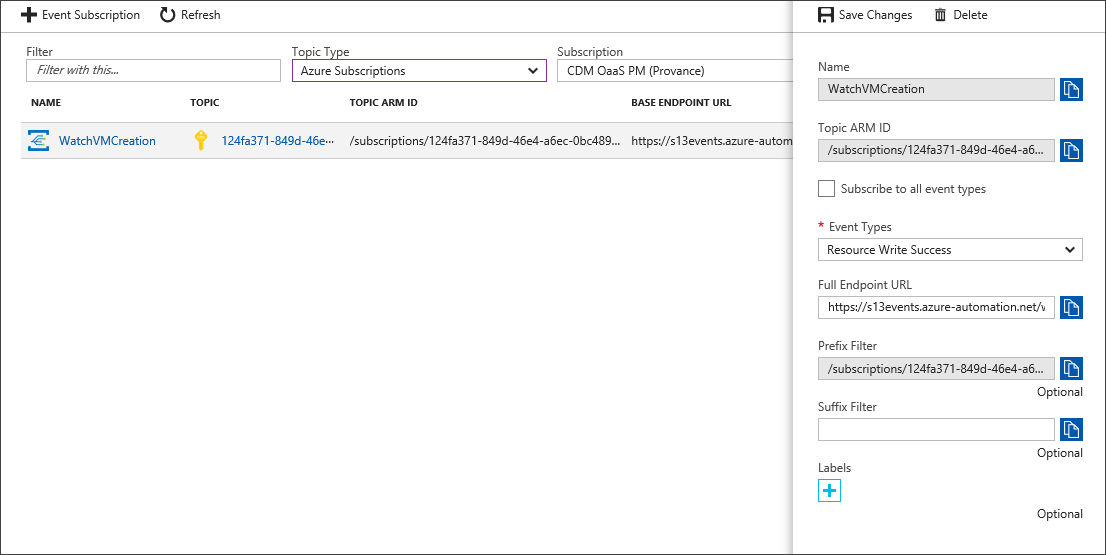 Event Subscription Refresh
Filter Topic Type Subscription
Filter with this... Azure Subscriptions CDM OaaS PM (Provance)
NAME TOPIC TOPIC ARM ID BASE ENDPOINT URL
WatchVMCreation 124fa371-849d-46e... /subscriptions/124fa371-849d-46e4-a6ec-0bc489... https://s13events.azure-autom
Save Changes Delete
Name
WatchVMCreation
Topic ARM ID
/subscriptions/124fa371-849d-46e4-a6...
Subscribe to all event types
* Event Types
Resource Write Success
Full Endpoint URL
https://s13events.azure-automation.net/w
Prefix Filter
/subscriptions/124fa371-849d-46e4-a6...
Optional
Suffix Filter
Optional
Labels
Optional